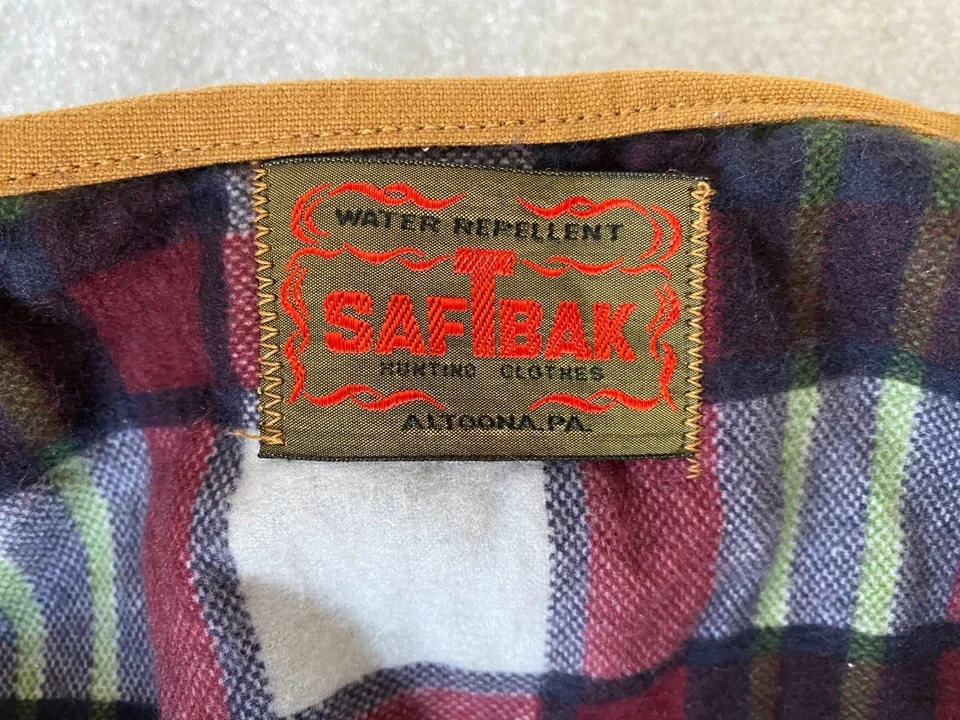 WATER REPELLENT
SAFTBAK
HUNTING CLOTHES
ALTOONA, PA.